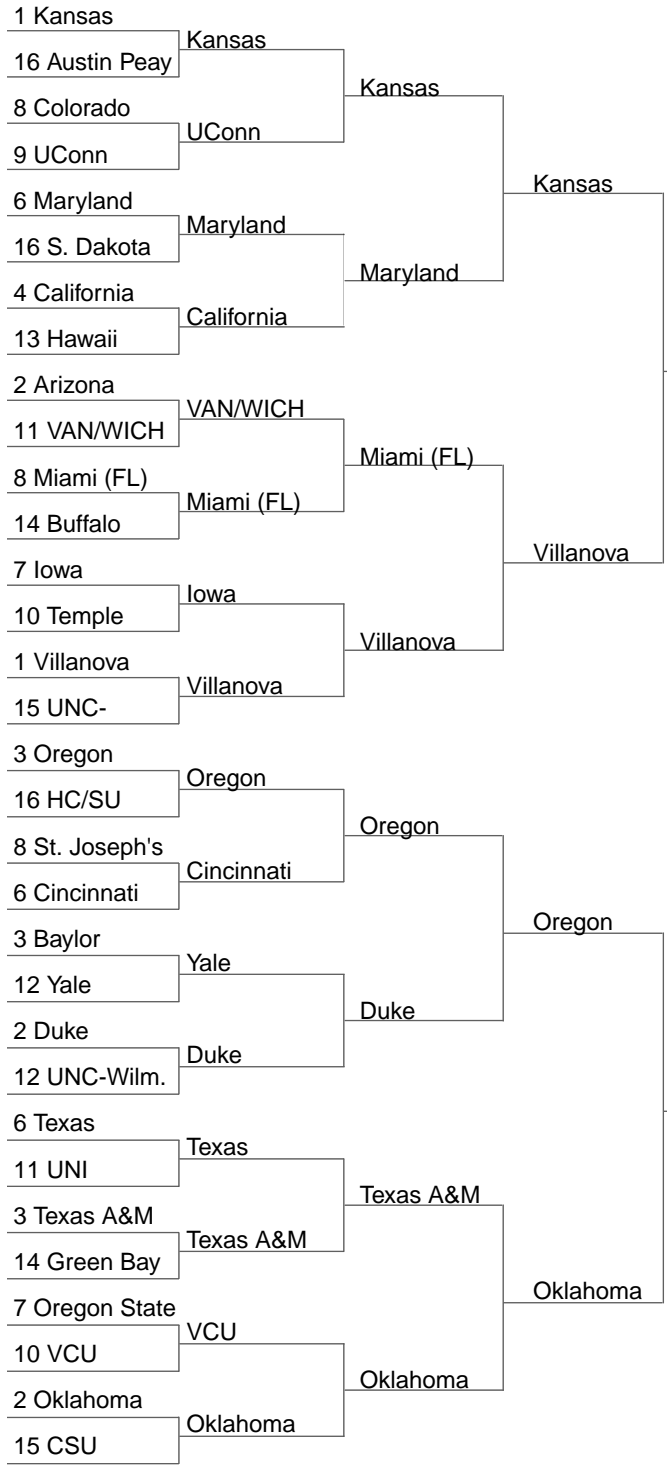 1 Kansas
16 Austin Peay
8 Colorado
9 UConn
6 Maryland
16 S. Dakota
4 California
13 Hawaii
2 Arizona
11 VAN/WICH
8 Miami (FL)
14 Buffalo
7 Iowa
10 Temple
1 Villanova
15 UNC-
3 Oregon
16 HC/SU
8 St. Joseph's
6 Cincinnati
3 Baylor
12 Yale
2 Duke
12 UNC-Wilm.
6 Texas
11 UNI
3 Texas A&M
14 Green Bay
7 Oregon State
10 VCU
2 Oklahoma
15 CSU
Kansas
UConn
Maryland
California
VAN/WICH
Miami (FL)
Iowa
Villanova
Oregon
Cincinnati
Yale
Duke
Texas
Texas A&M
VCU
Oklahoma
Kansas
Maryland
Miami (FL)
Villanova
Oregon
Duke
Texas A&M
Oklahoma
Kansas
Villanova
Oregon
Oklahoma